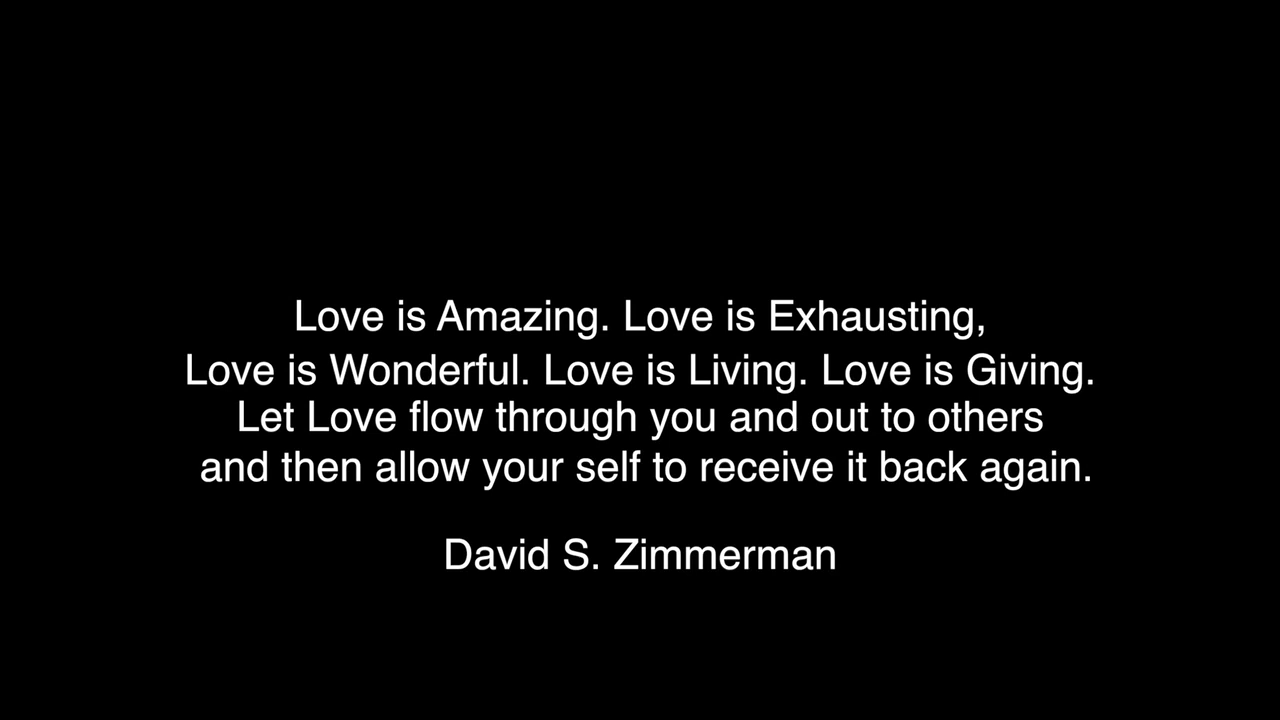 Love is Amazing. Love is Exhausting,
Love is Wonderful. Love is Living. Love is Giving.
Let Love flow through you and out to others
and then allow your self to receive it back again.
David S. Zimmerman